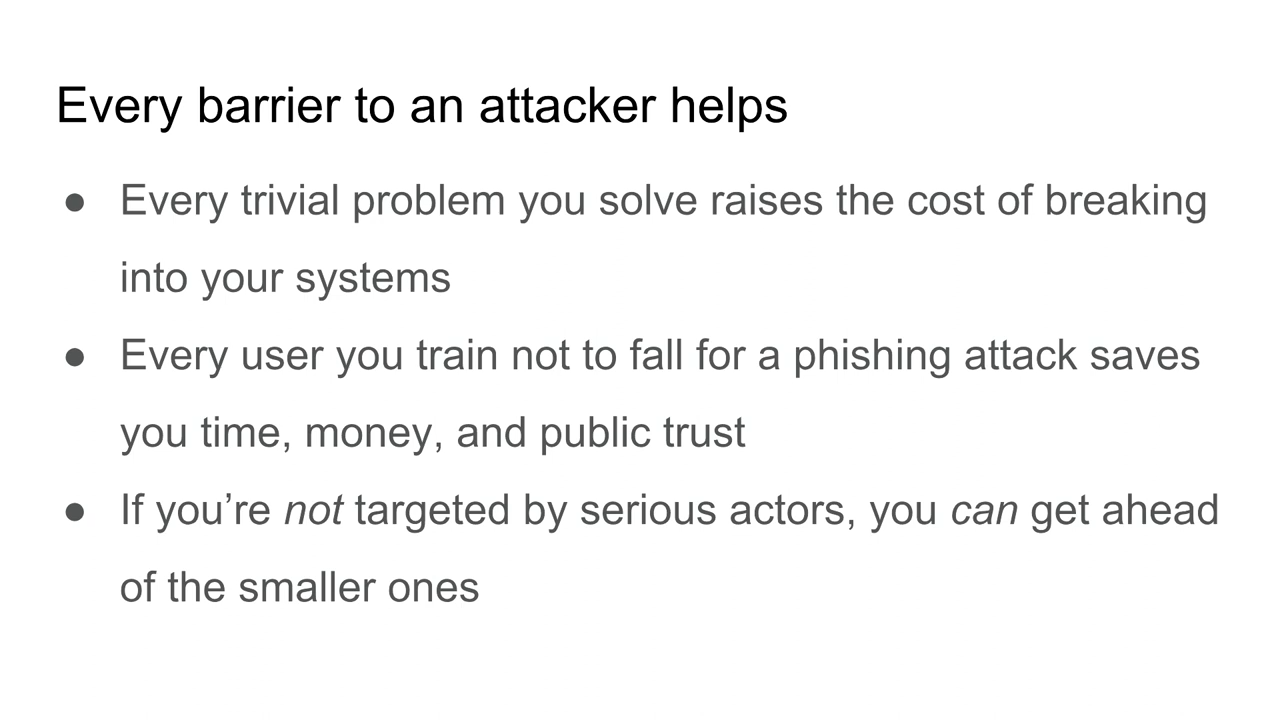 Every barrier to an attacker helps
● Every trivial problem you solve raises the cost of breaking
into your systems
● Every user you train not to fall for a phishing attack saves
you time, money, and public trust
● If you’re not targeted by serious actors, you can get ahead
of the smaller ones